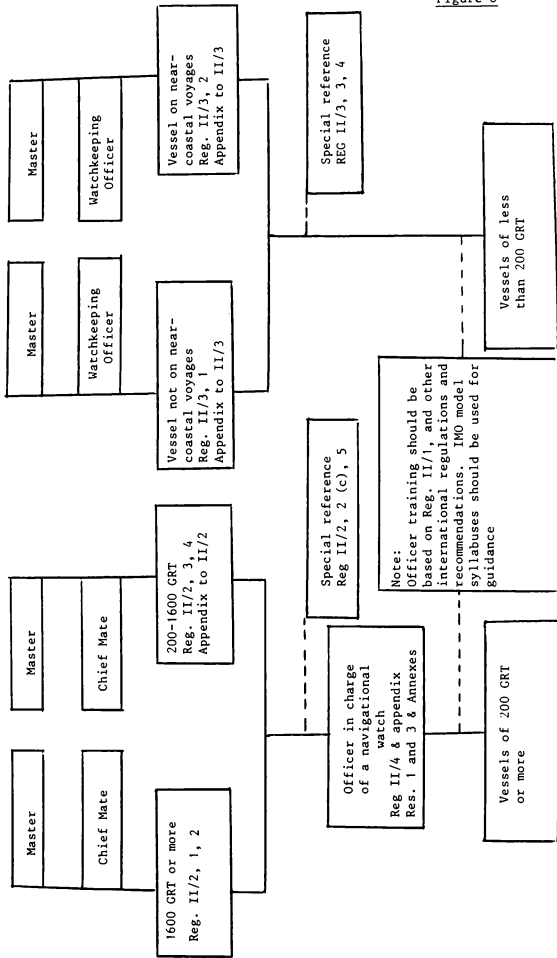 Figure 6
Master
Chief Mate
1600 GRT or more
Reg. II/2, 1, 2
Master
Chief Mate
200-1600 GRT
Reg. II/2, 3, 4
Appendix to II/2
Master
Watchkeeping
Officer
Vessel not on near-
coastal voyages
Reg. II/3, 1
Appendix to II/3
Master
Watchkeeping
Officer
Vessel on near-
coastal voyages
Reg. II/3, 2
Appendix to II/3
Special reference
Reg II/2, 2 (c), 5
Special reference
REG II/3, 3, 4
Officer in charge
of a navigational
watch
Reg II/4 & appendix
Res. 1 and 3 & Annexes
Note:
Officer training should be
based on Reg. II/1, and other
international regulations and
recommendations. IMO model
syllabuses should be used for
guidance
Vessels of 200 GRT
or more
Vessels of less
than 200 GRT